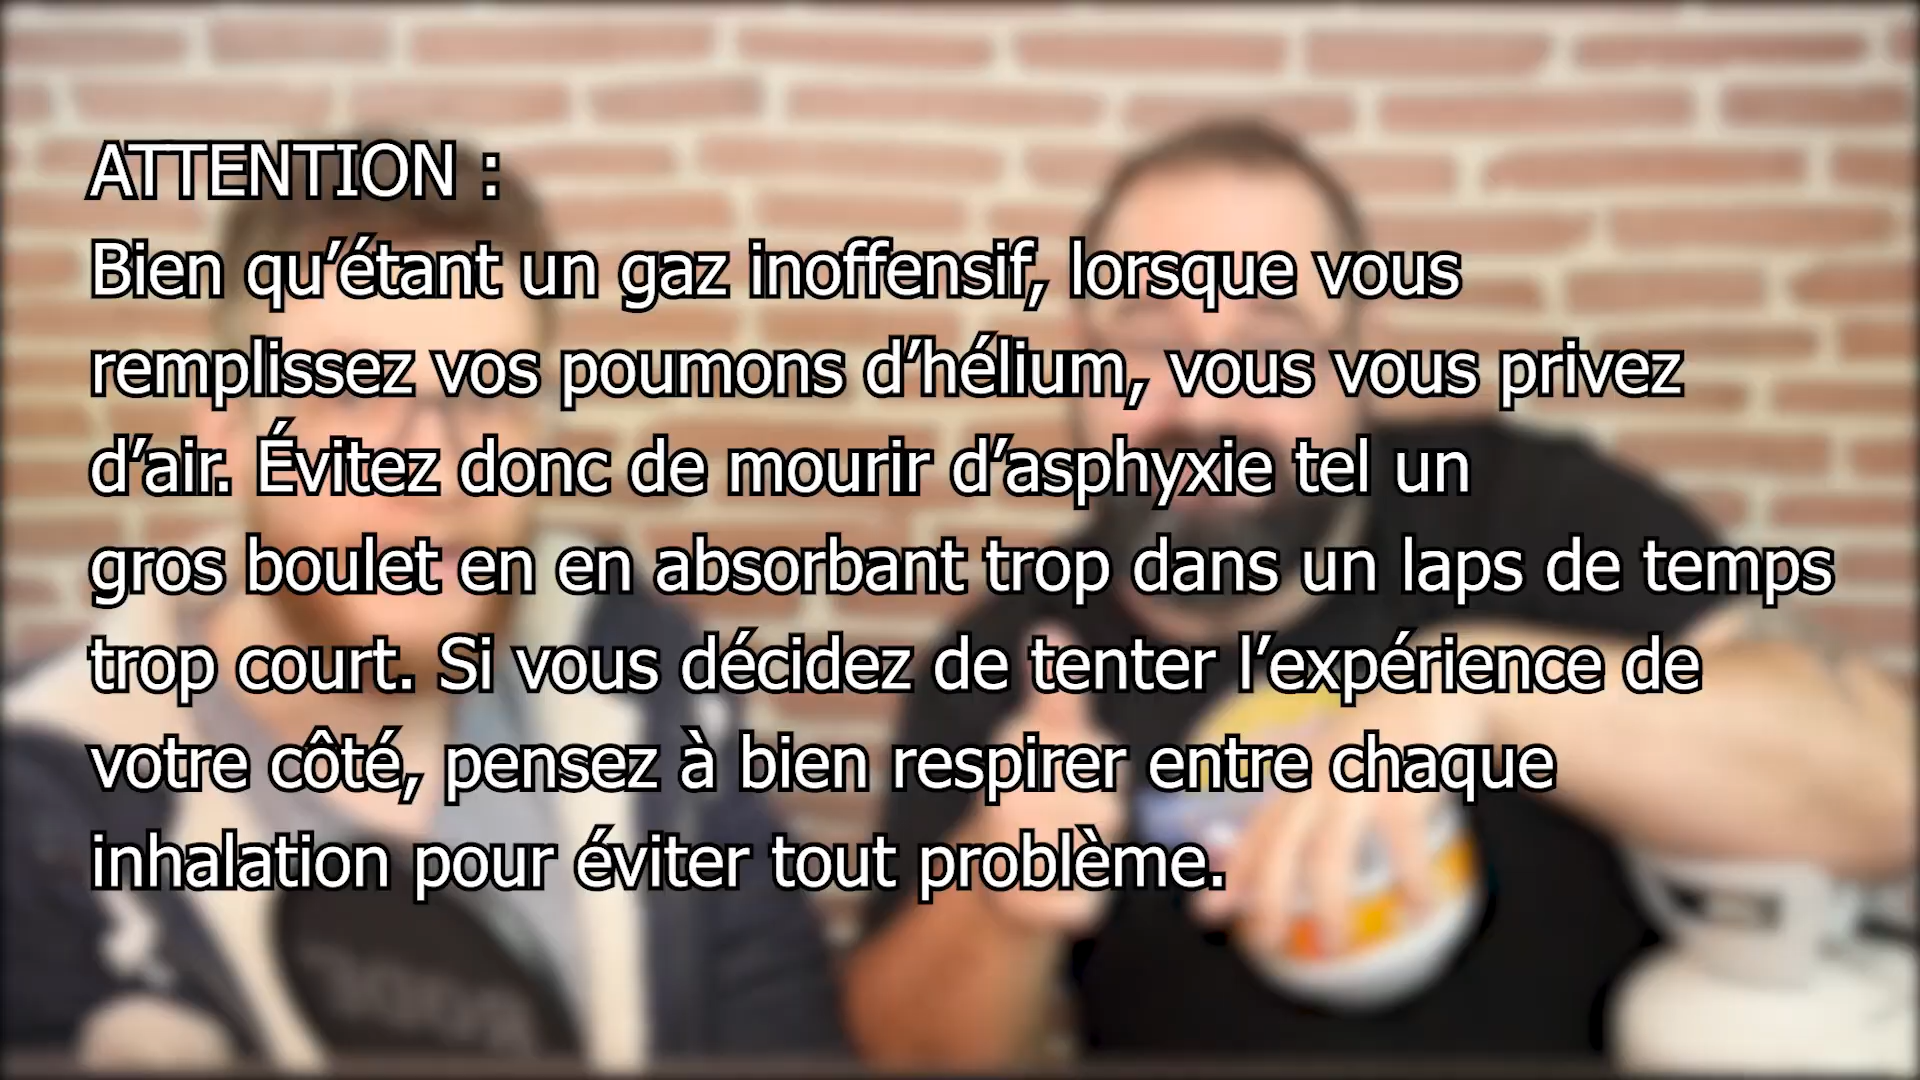 ATTENTION :
Bien qu’étant un gaz inoffensif, lorsque vous
remplissez vos poumons d’hélium, vous vous privez
d’air. Évitez donc de mourir d’asphyxie tel un
gros boulet en en absorbant trop dans un laps de temps
trop court. Si vous décidez de tenter l’expérience de
votre côté, pensez à bien respirer entre chaque
inhalation pour éviter tout problème.